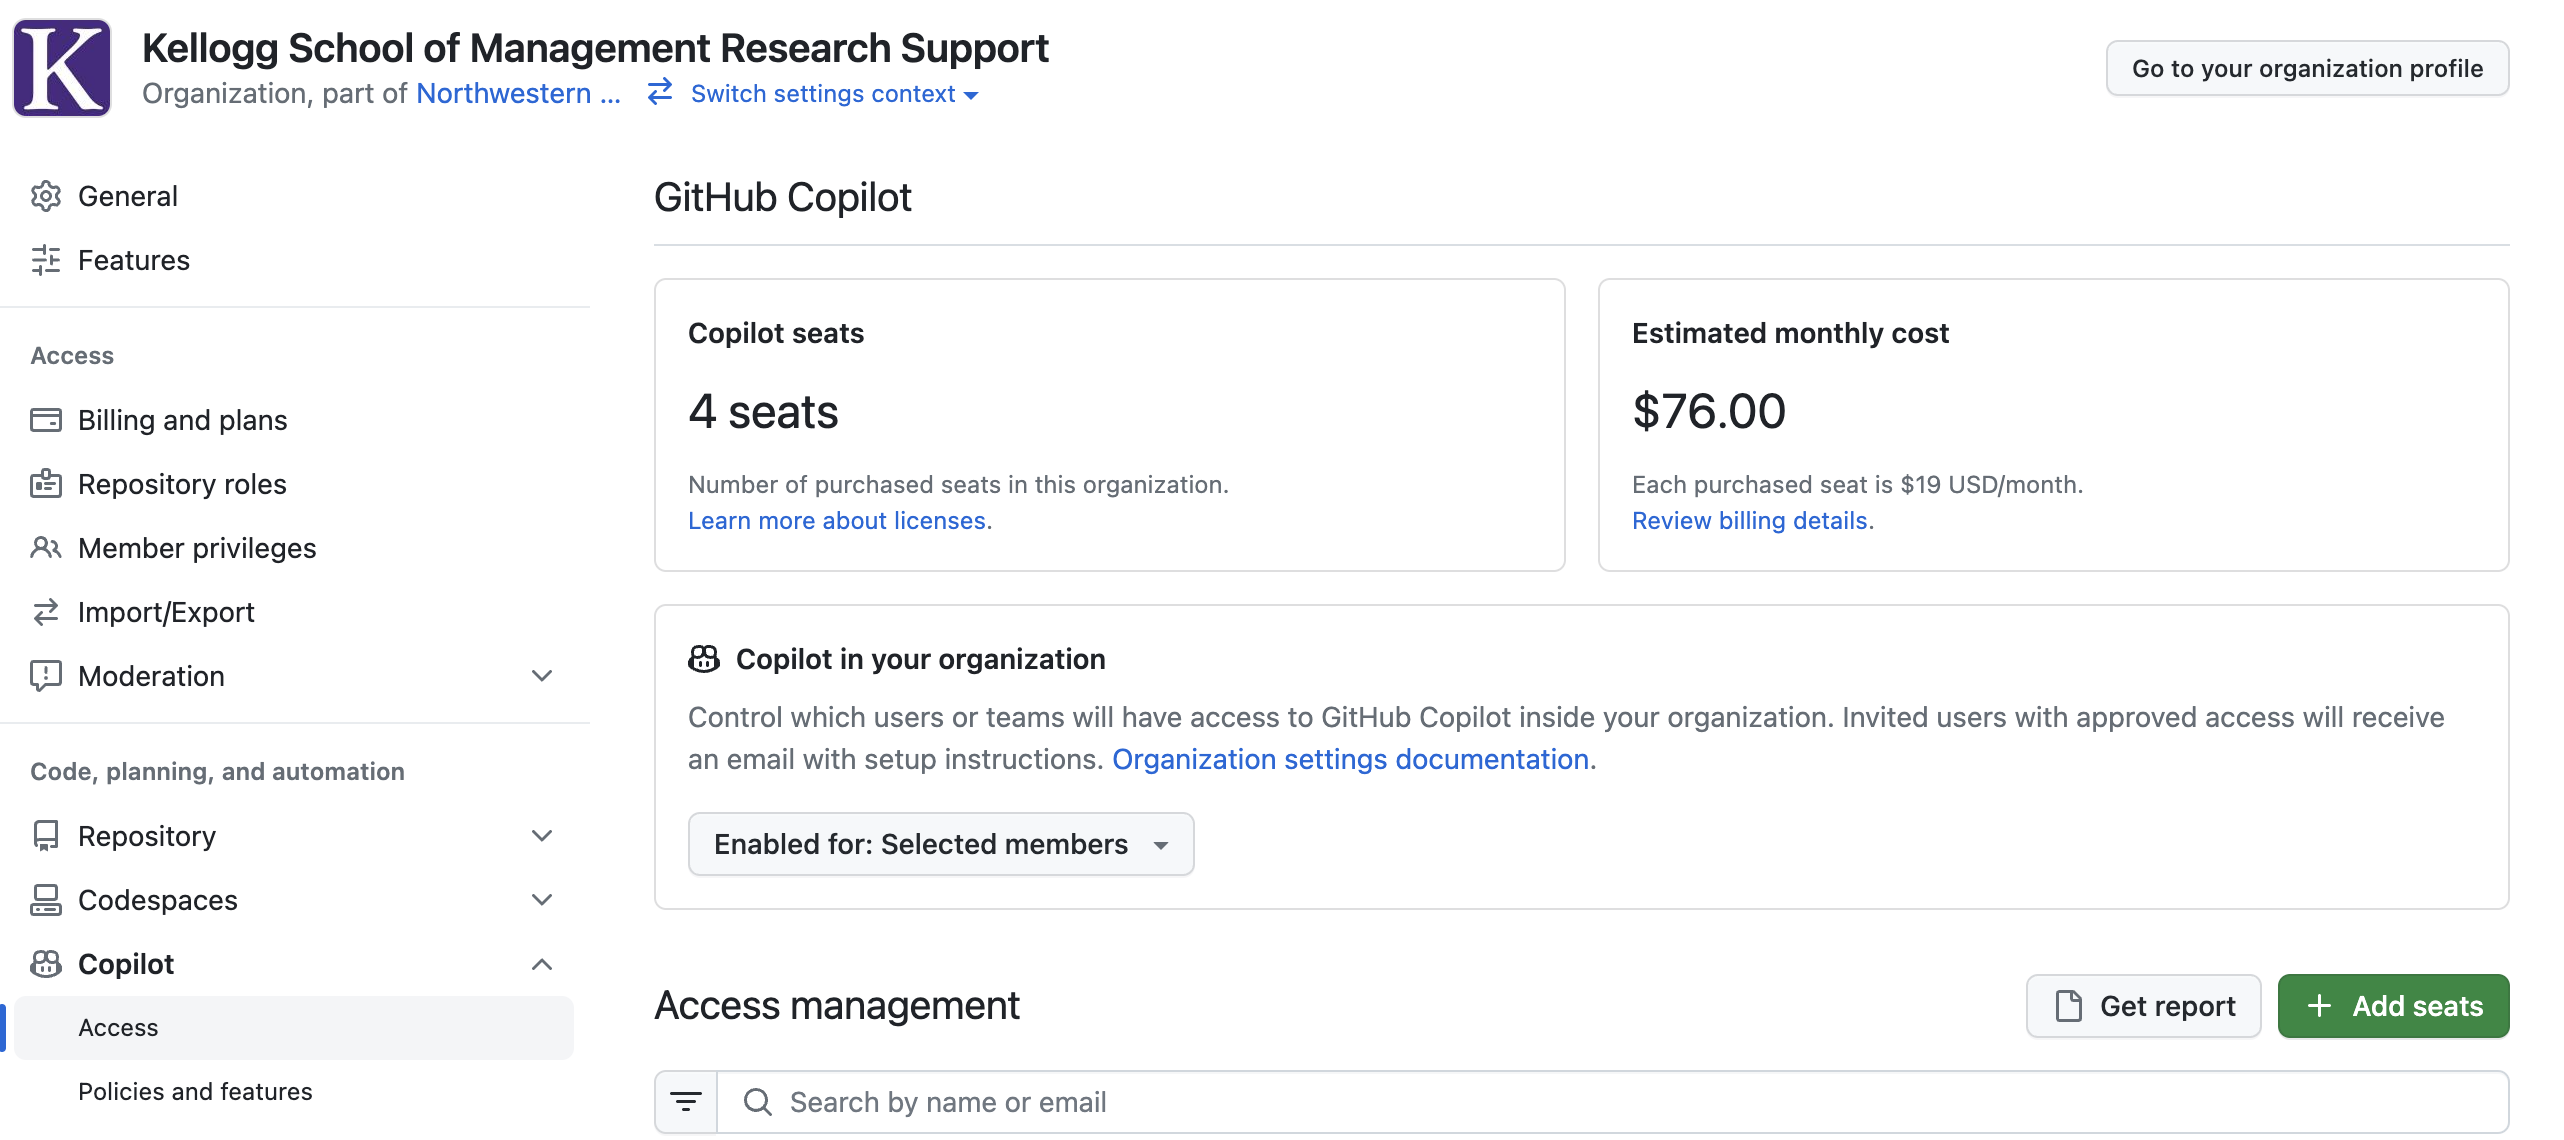 K
Kellogg School of Management Research Support
Organization, part of Northwestern ... Switch settings context
Go to your organization profile
General
Features
Access
Billing and plans
Repository roles
Member privileges
Import/Export
Moderation
Code, planning, and automation
Repository
Codespaces
Copilot
Access
Policies and features
GitHub Copilot
Copilot seats
4 seats
Number of purchased seats in this organization.
Learn more about licenses.
Estimated monthly cost
$76.00
Each purchased seat is $19 USD/month.
Review billing details.
Copilot in your organization
Control which users or teams will have access to GitHub Copilot inside your organization. Invited users with approved access will receive
an email with setup instructions. Organization settings documentation.
Enabled for: Selected members
Access management
Get report
Add seats
Search by name or email